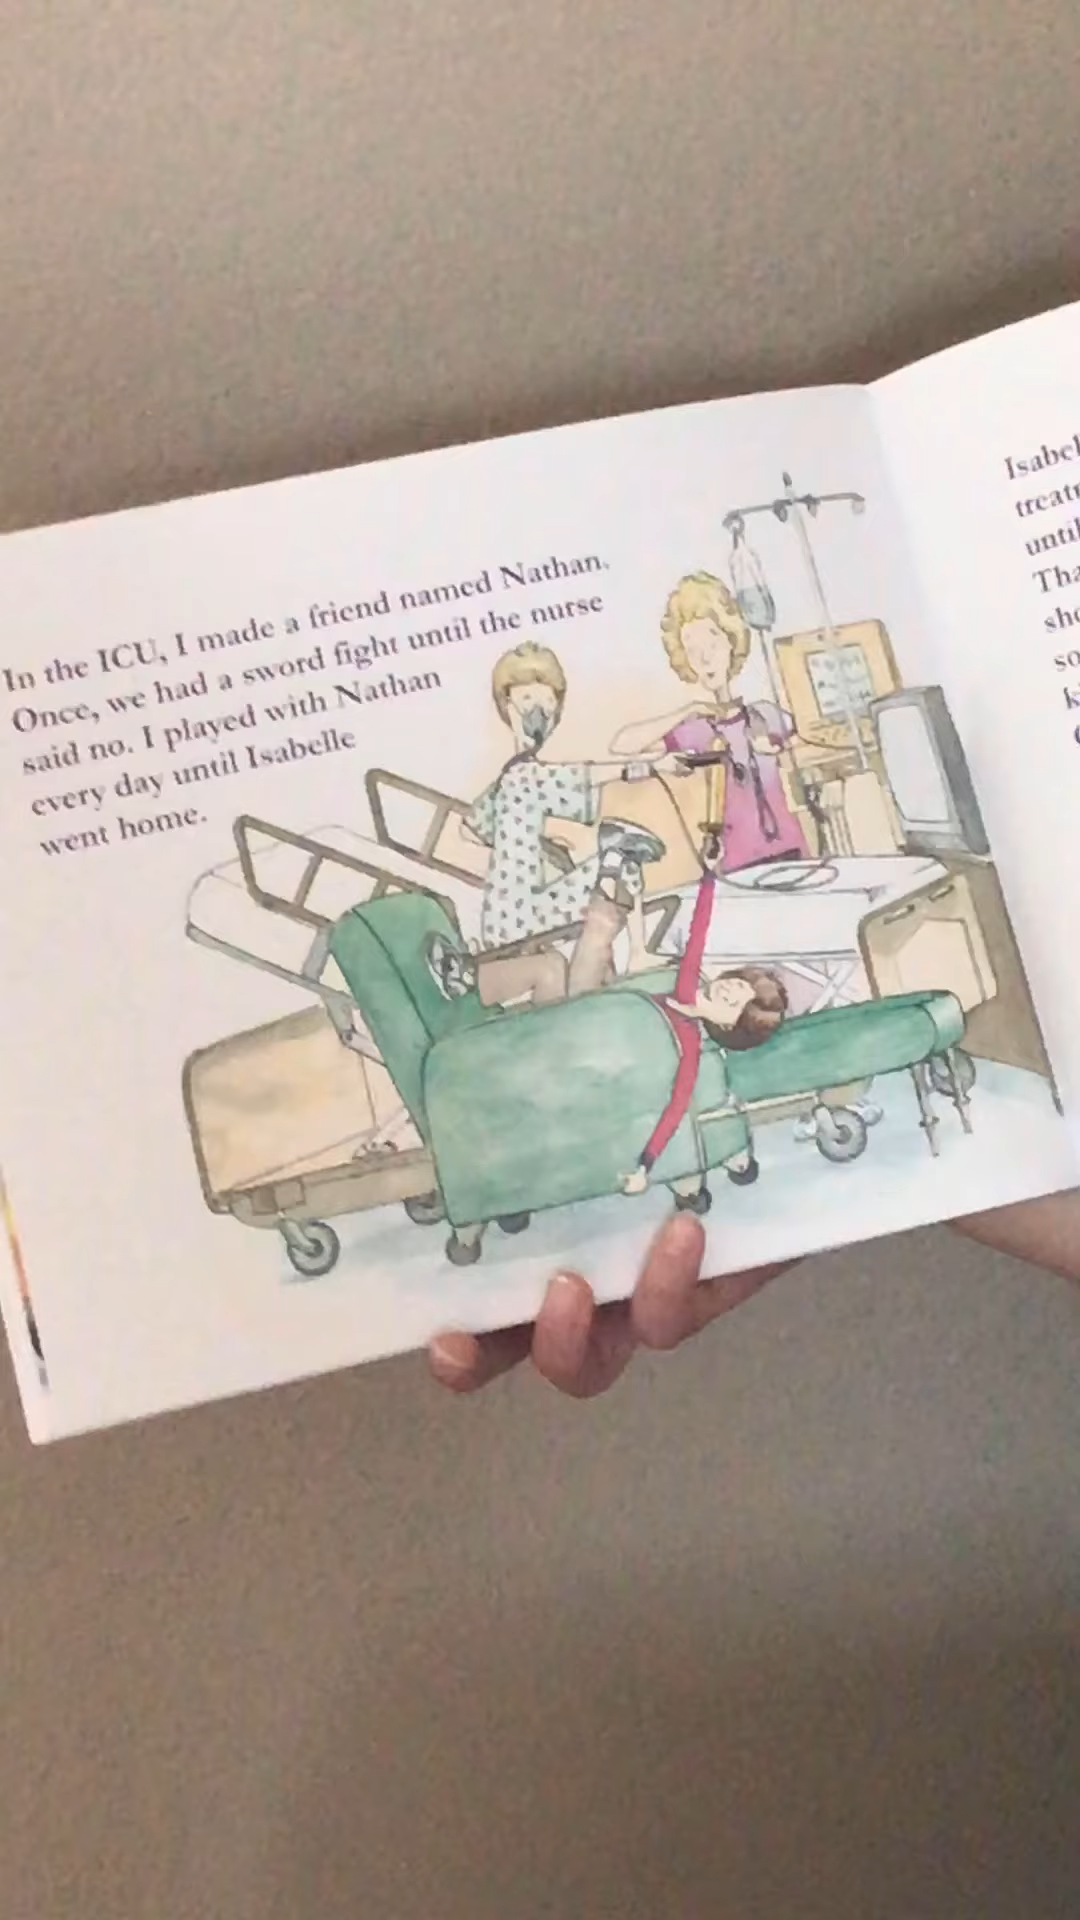 In the ICU, I made a friend named Nathan.
Once, we had a sword fight until the nurse
said no. I played with Nathan
every day until Isabelle
went home.